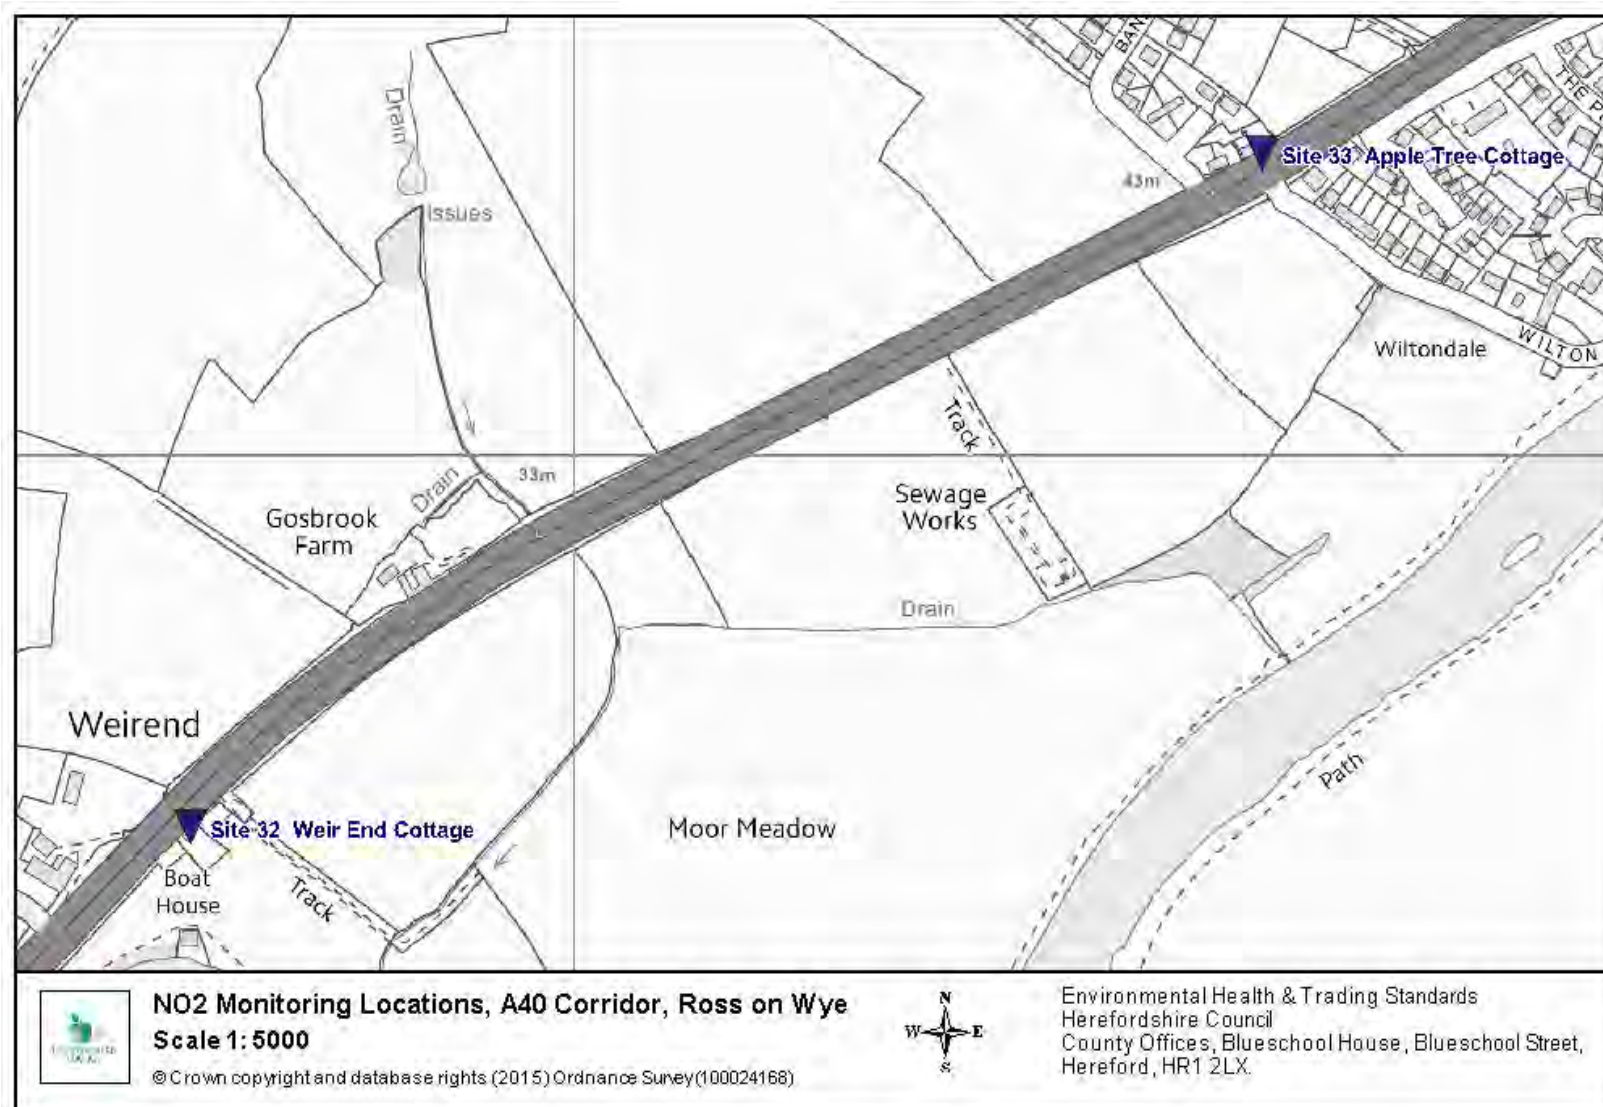 BAN
THE P
Drain
Site 33 Apple Tree Cottage
43m
Issues
Wiltondale
WILTON
Track
Drain
33m
Sewage
Works
Gosbrook
Farm
Drain
Weirend
Path
Site 32 Weir End Cottage
Moor Meadow
Boat
House
Track
NO2 Monitoring Locations, A40 Corridor, Ross on Wye
Scale 1: 5000
© Crown copyright and database rights (2015) Ordnance Survey(100024168)
N
W E
S
Environmental Health & Trading Standards
Herefordshire Council
County Offices, Blueschool House, Blueschool Street,
Hereford, HR1 2LX.